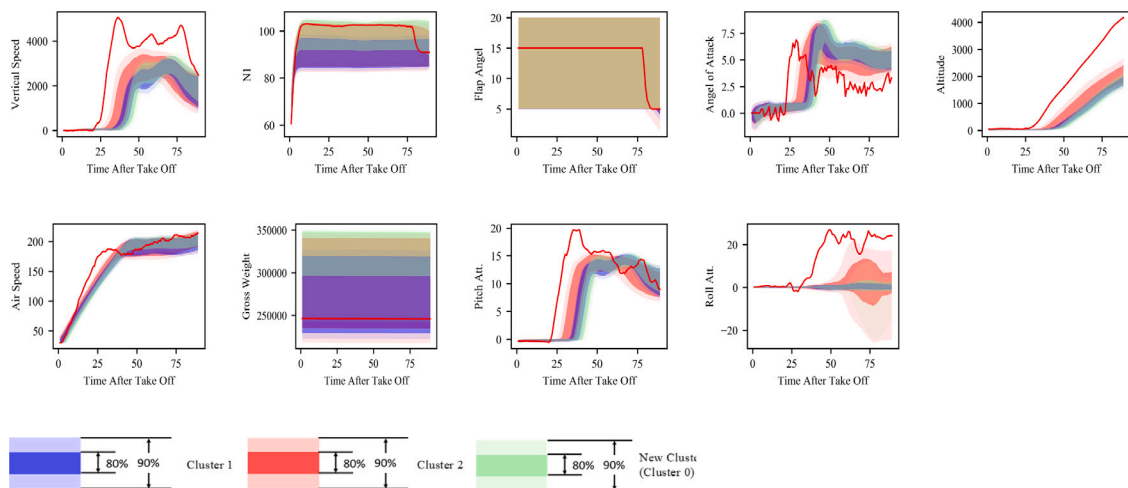 Vertical Speed
4000
2000
0
0 25 50 75
Time After Take Off
N1
100
80
60
0 25 50 75
Time After Take Off
Flap Angel
20
15
10
5
0 25 50 75
Time After Take Off
Angel of Attack
7.5
5.0
2.5
0.0
0 25 50 75
Time After Take Off
Altitude
4000
3000
2000
1000
0
0 25 50 75
Time After Take Off
Air Speed
200
150
100
50
0 25 50 75
Time After Take Off
Gross Weight
350000
300000
250000
0 25 50 75
Time After Take Off
Pitch Att.
20
15
10
5
0
0 25 50 75
Time After Take Off
Roll Att.
20
0
−20
0 25 50 75
Time After Take Off
80% 90% Cluster 1
80% 90% Cluster 2
80% 90% New Cluste
(Cluster 0)